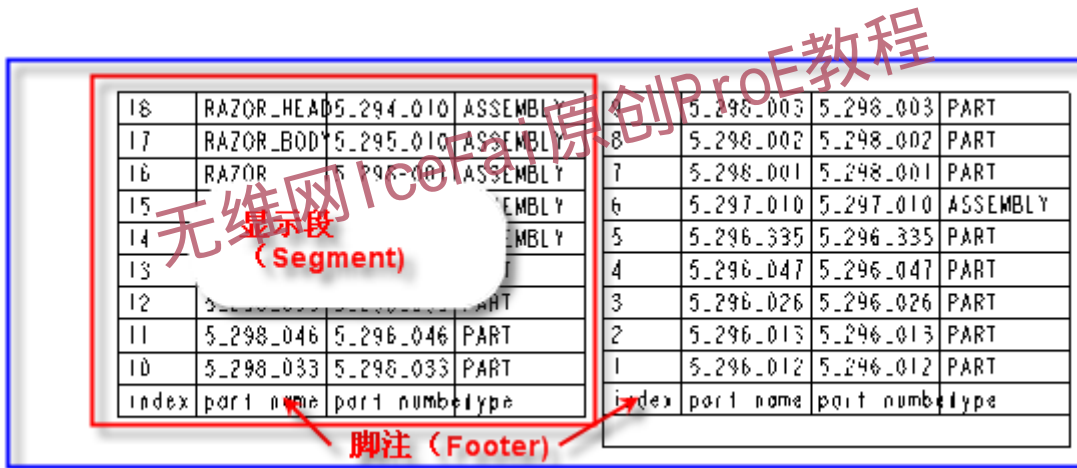 无维网IceFai原创ProE教程
18 RAZOR_HEAD 5_294_010 ASSEMBLY
17 RAZOR_BODY 5_295_010 ASSEMBLY
16 RAZOR ASSEMBLY
15
14
13
12 PART
11 5_298_046 5_296_046 PART
10 5_298_033 5_298_033 PART
index part name part numbe type
显示段
（Segment)
9 5_298_003 5_298_003 PART
8 5_298_002 5_298_002 PART
7 5_298_001 5_298_001 PART
6 5_297_010 5_297_010 ASSEMBLY
5 5_296_335 5_296_335 PART
4 5_296_047 5_296_047 PART
3 5_296_026 5_296_026 PART
2 5_296_013 5_296_013 PART
1 5_296_012 5_296_012 PART
index part name part numbe type
脚注（Footer)